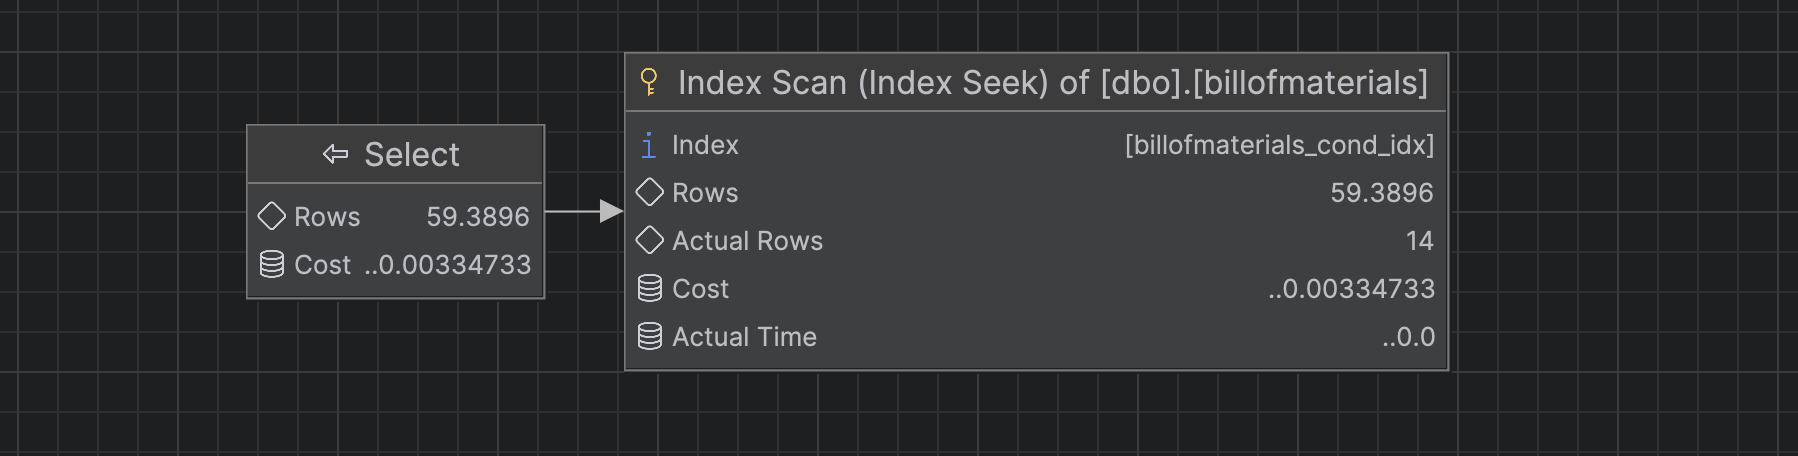 Select
Rows 59.3896
Cost ..0.00334733
Index Scan (Index Seek) of [dbo].[billofmaterials]
Index [billofmaterials_cond_idx]
Rows 59.3896
Actual Rows 14
Cost ..0.00334733
Actual Time ..0.0